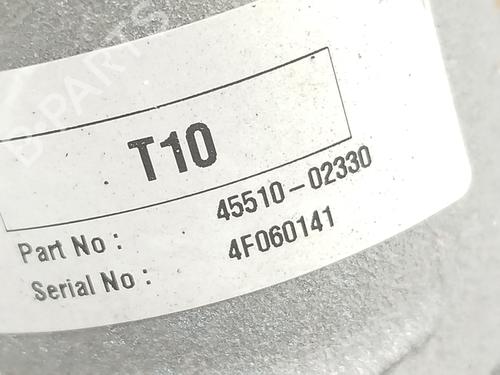 T10
Part No : 45510-02330
Serial No : 4F060141